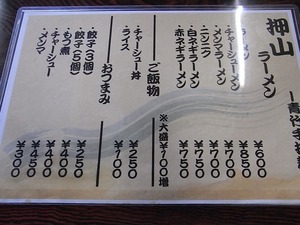 押山
ラーメン
ラーメン ¥600
チャーシューメン ¥850
メンマラーメン ¥750
ニンニク
白ネギラーメン ¥750
赤ネギラーメン ¥750
※大盛¥100増
ご飯物
チャーシュー丼 ¥250
ライス ¥100
おつまみ
餃子(3個) ¥250
餃子(5個) ¥400
もつ煮 ¥400
チャーシュー ¥450
メンマ ¥300